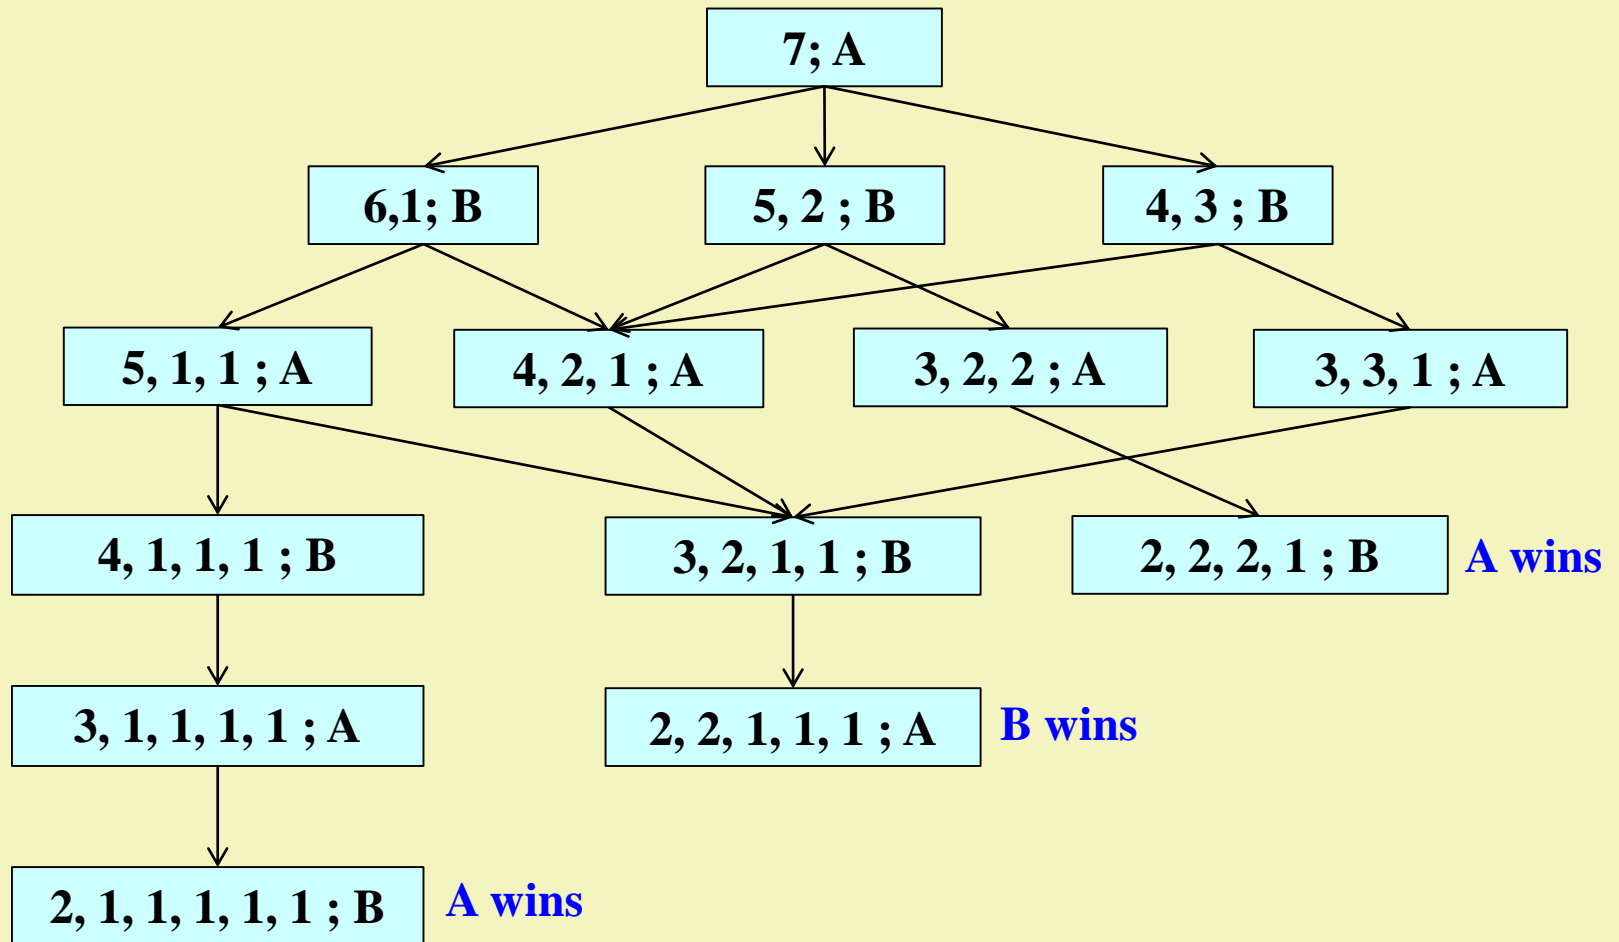 7; A
6,1; B
5, 2 ; B
4, 3 ; B
5, 1, 1 ; A
4, 2, 1 ; A
3, 2, 2 ; A
3, 3, 1 ; A
4, 1, 1, 1 ; B
3, 2, 1, 1 ; B
2, 2, 2, 1 ; B
A wins
3, 1, 1, 1, 1 ; A
2, 2, 1, 1, 1 ; A
B wins
2, 1, 1, 1, 1, 1 ; B
A wins